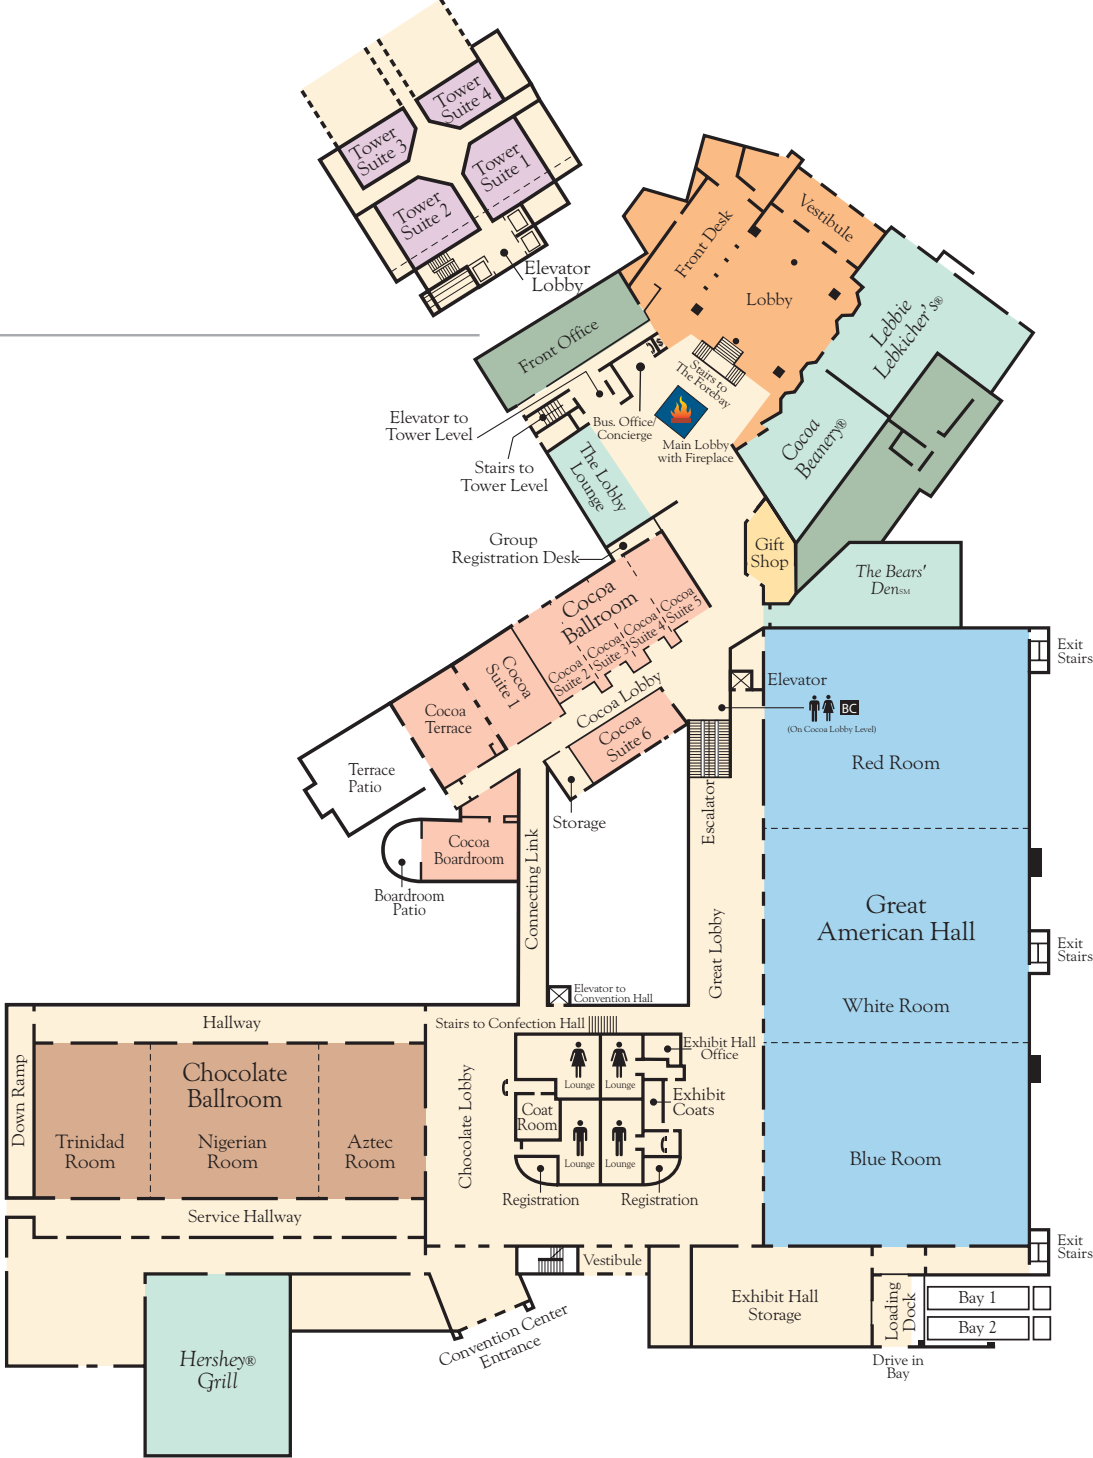 Tower
Suite 4
Tower
Suite 3
Tower
Suite 1
Tower
Suite 2
Elevator
Lobby
Vestibule
Front Desk
Lobby
Lebbie
Lebkicher's®
Front Office
Stairs to
The Forebay
Elevator to
Tower Level
Bus. Office/
Concierge
Main Lobby
with Fireplace
Cocoa
Beanery®
Stairs to
Tower Level
The Lobby
Lounge
Group
Registration Desk
Gift
Shop
The Bears'
Den℠
Cocoa
Ballroom
Cocoa
Suite 5
Cocoa
Suite 4
Cocoa
Suite 3
Cocoa
Suite 2
Cocoa
Suite 1
Exit
Stairs
Elevator
Cocoa Lobby
BC
(On Cocoa Lobby Level)
Cocoa
Terrace
Cocoa
Suite 6
Red Room
Terrace
Patio
Escalator
Storage
Cocoa
Boardroom
Boardroom
Patio
Connecting Link
Great
American Hall
Great Lobby
Exit
Stairs
Elevator to
Convention Hall
White Room
Hallway
Stairs to Confection Hall
Exhibit Hall
Office
Down Ramp
Chocolate
Ballroom
Chocolate Lobby
Lounge
Lounge
Exhibit
Coats
Coat
Room
Trinidad
Room
Nigerian
Room
Aztec
Room
Lounge
Lounge
Blue Room
Registration
Registration
Service Hallway
Exit
Stairs
Vestibule
Exhibit Hall
Storage
Loading
Dock
Bay 1
Bay 2
Convention Center
Entrance
Drive in
Bay
Hershey®
Grill